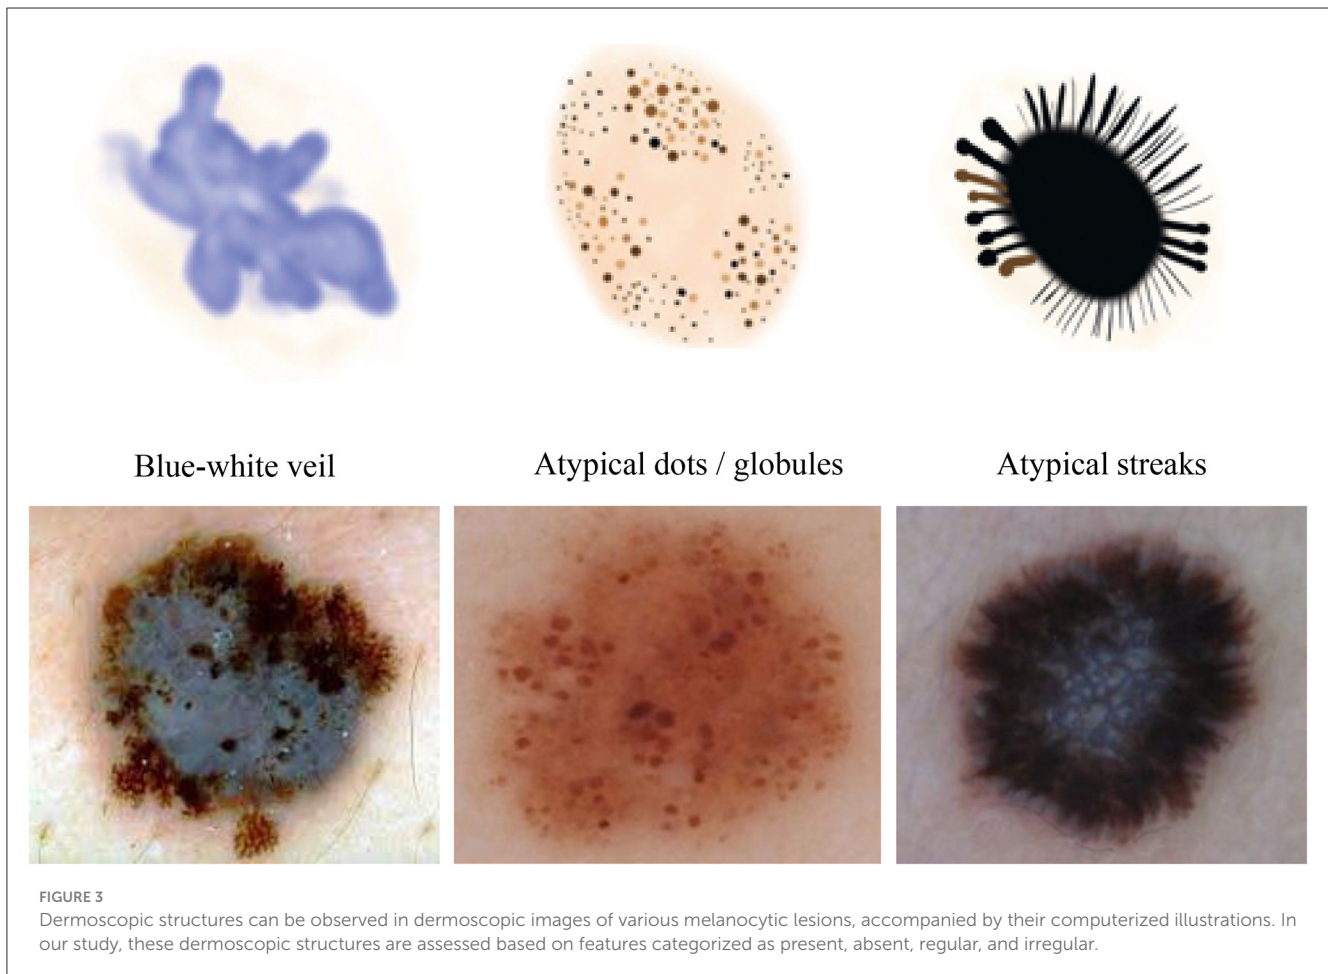 Blue-white veil
Atypical dots / globules
Atypical streaks
FIGURE 3
Dermoscopic structures can be observed in dermoscopic images of various melanocytic lesions, accompanied by their computerized illustrations. In
our study, these dermoscopic structures are assessed based on features categorized as present, absent, regular, and irregular.